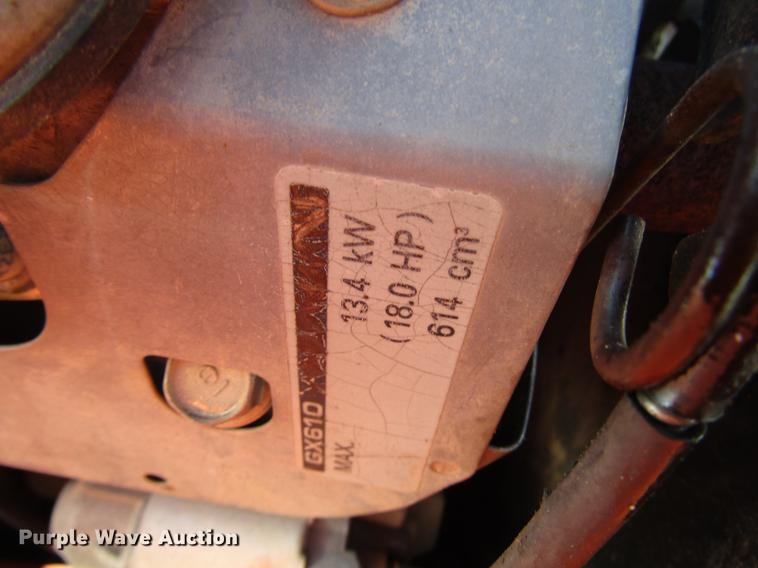 GX610
MAX. 13.4 kW
(18.0 HP)
614 cm³
Purple Wave Auction